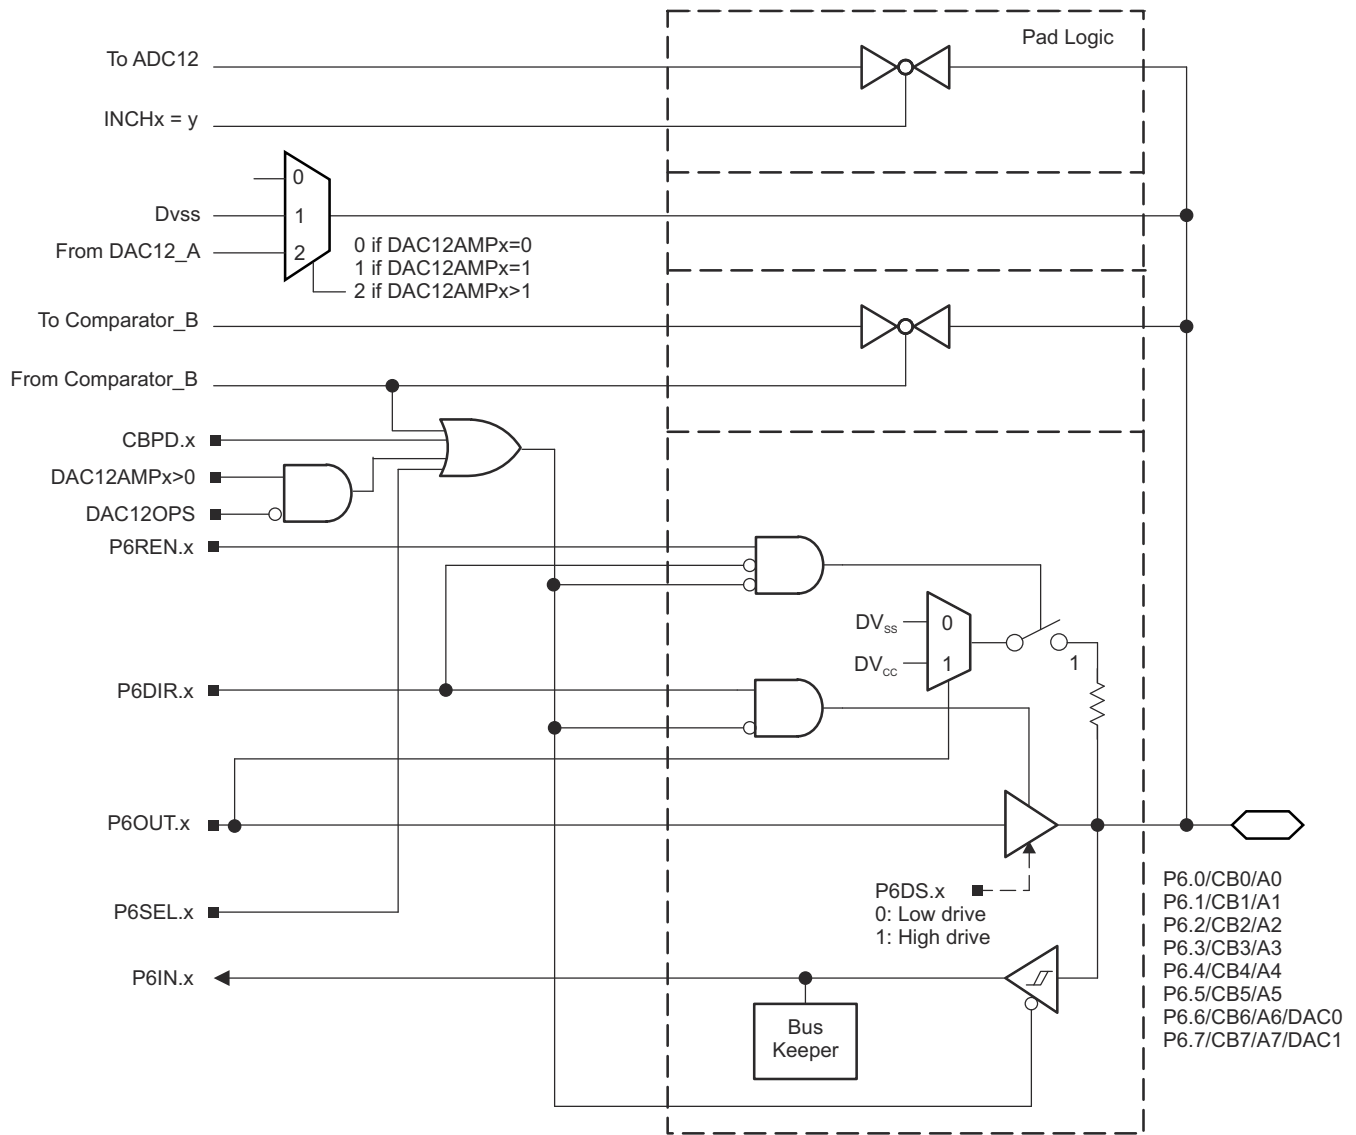 Pad Logic
To ADC12
INCHx = y
0
Dvss
1
From DAC12_A
2
0 if DAC12AMPx=0
1 if DAC12AMPx=1
2 if DAC12AMPx>1
To Comparator_B
From Comparator_B
CBPD.x
DAC12AMPx>0
DAC12OPS
P6REN.x
DVSS
0
DVCC
1
1
P6DIR.x
P6OUT.x
P6DS.x
0: Low drive
1: High drive
P6SEL.x
P6IN.x
Bus
Keeper
P6.0/CB0/A0
P6.1/CB1/A1
P6.2/CB2/A2
P6.3/CB3/A3
P6.4/CB4/A4
P6.5/CB5/A5
P6.6/CB6/A6/DAC0
P6.7/CB7/A7/DAC1